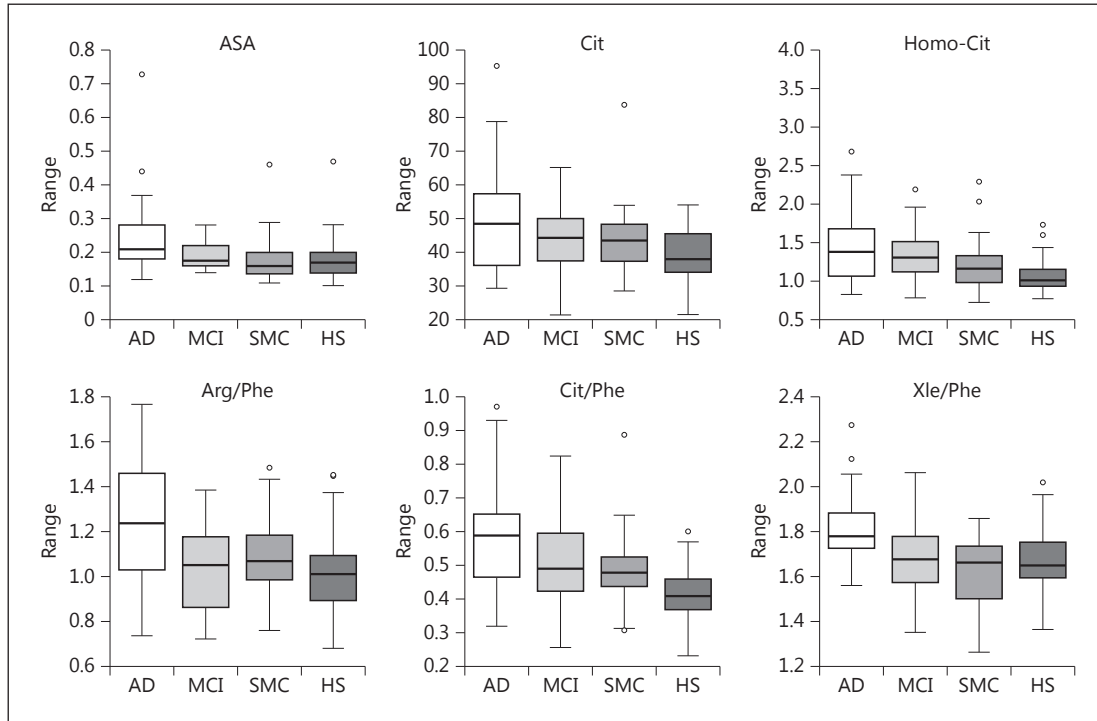 ASA
Range
0.8
0.7
0.6
0.5
0.4
0.3
0.2
0.1
0
AD MCI SMC HS
Cit
Range
100
90
80
70
60
50
40
30
20
AD MCI SMC HS
Homo-Cit
Range
4.0
3.5
3.0
2.5
2.0
1.5
1.0
0.5
AD MCI SMC HS
Arg/Phe
Range
1.8
1.6
1.4
1.2
1.0
0.8
0.6
AD MCI SMC HS
Cit/Phe
Range
1.0
0.9
0.8
0.7
0.6
0.5
0.4
0.3
0.2
AD MCI SMC HS
Xle/Phe
Range
2.4
2.2
2.0
1.8
1.6
1.4
1.2
AD MCI SMC HS